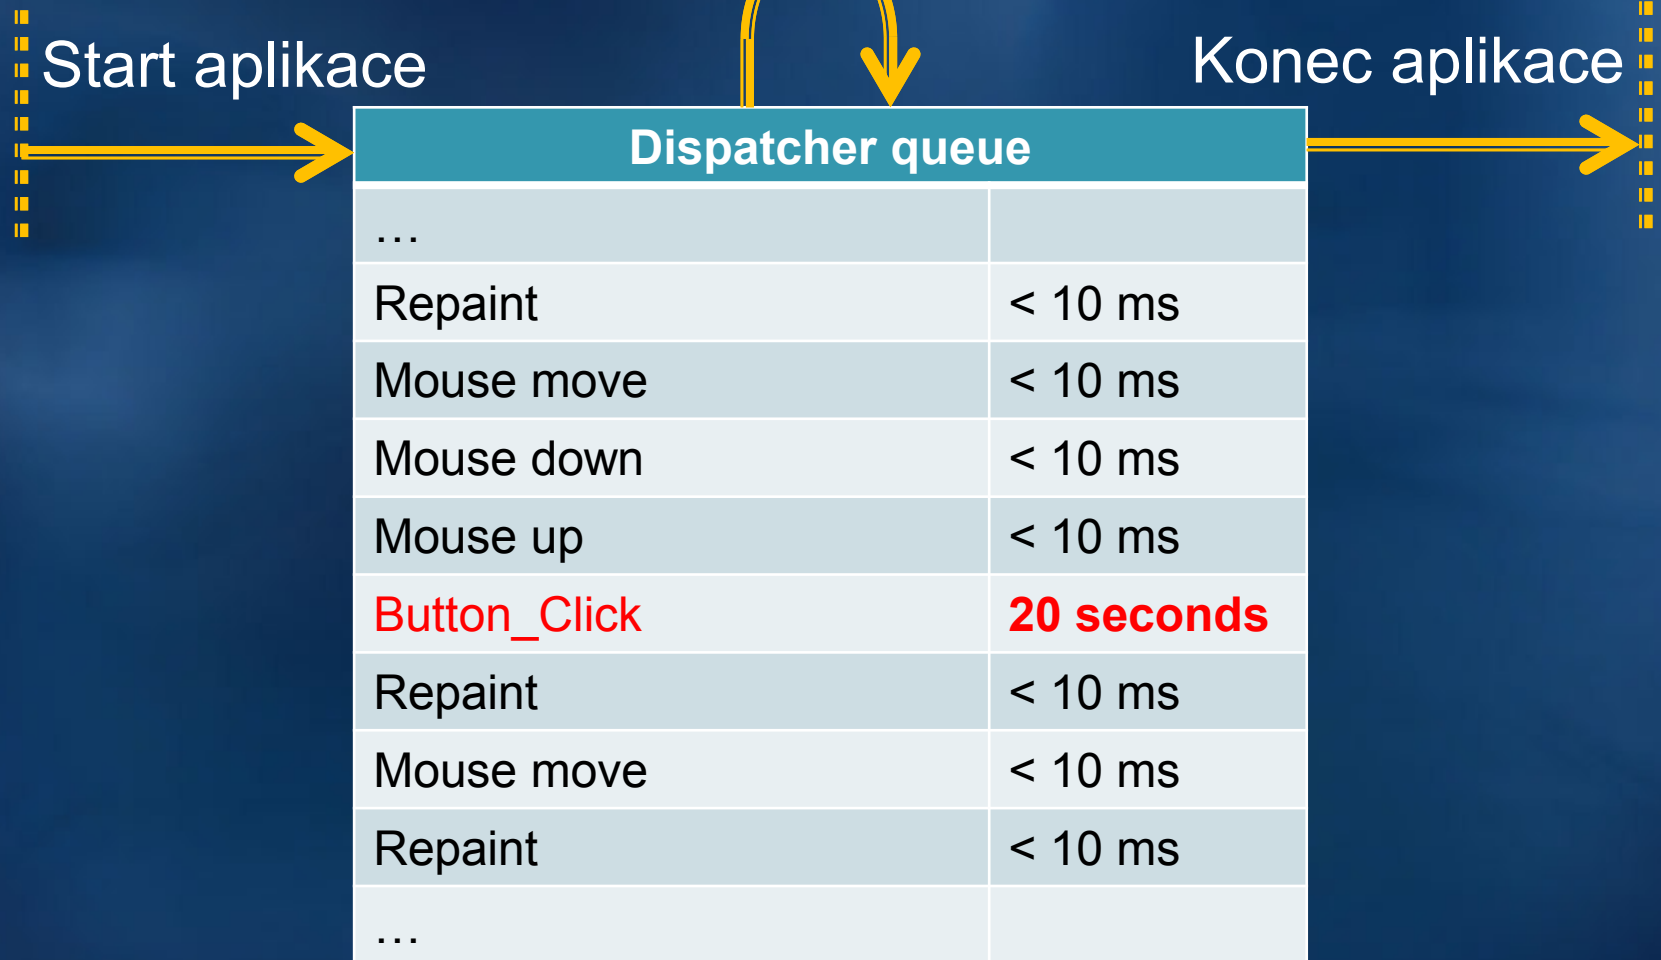 Start aplikace
Konec aplikace
Dispatcher queue
…
Repaint < 10 ms
Mouse move < 10 ms
Mouse down < 10 ms
Mouse up < 10 ms
Button_Click 20 seconds
Repaint < 10 ms
Mouse move < 10 ms
Repaint < 10 ms
…